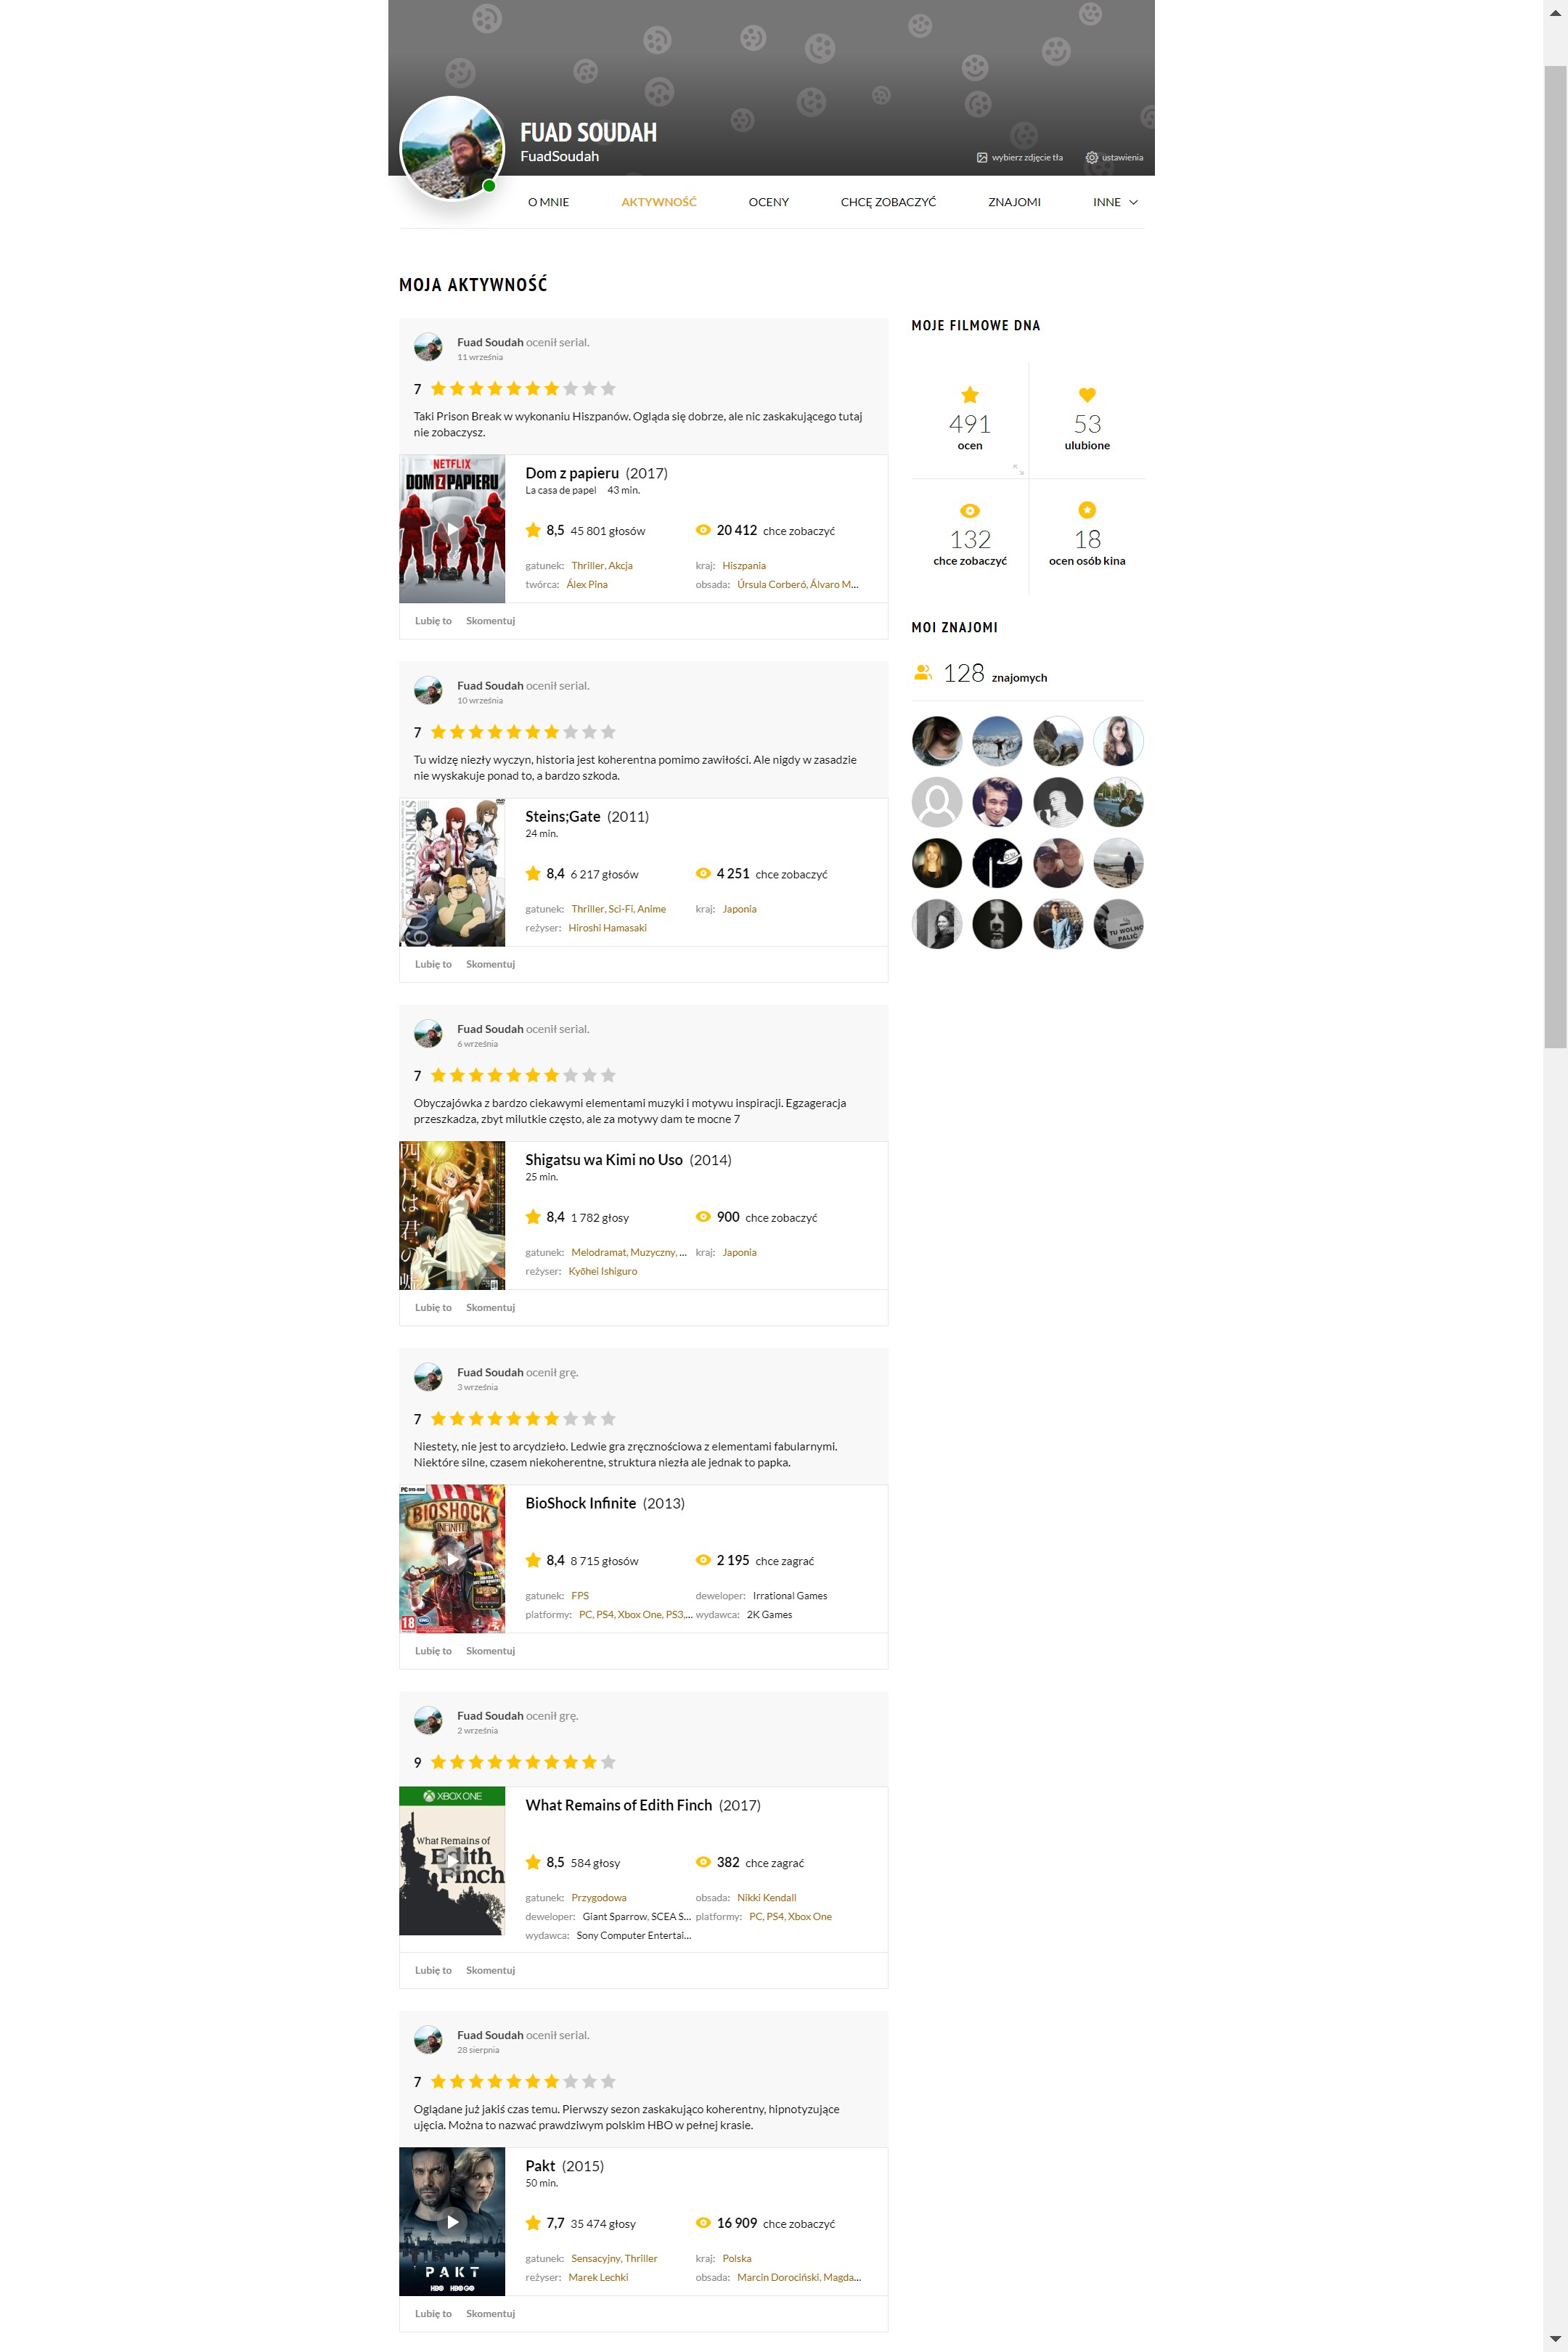 FUAD SOUDAH
FuadSoudah
wybierz zdjęcie tła
ustawienia
O MNIE
AKTYWNOŚĆ
OCENY
CHCĘ ZOBACZYĆ
ZNAJOMI
INNE
MOJA AKTYWNOŚĆ
Fuad Soudah ocenił serial.
11 września
7
Taki Prison Break w wykonaniu Hiszpanów. Ogląda się dobrze, ale nic zaskakującego tutaj
nie zobaczysz.
NETFLIX
DOM Z PAPIERU
Dom z papieru (2017)
La casa de papel 43 min.
8,5 45 801 głosów
20 412 chce zobaczyć
gatunek: Thriller, Akcja
kraj: Hiszpania
twórca: Álex Pina
obsada: Úrsula Corberó, Álvaro M...
Lubię to Skomentuj
Fuad Soudah ocenił serial.
10 września
7
Tu widzę niezły wyczyn, historia jest koherentna pomimo zawiłości. Ale nigdy w zasadzie
nie wyskakuje ponad to, a bardzo szkoda.
STEINS;GATE
Steins;Gate (2011)
24 min.
8,4 6 217 głosów
4 251 chce zobaczyć
gatunek: Thriller, Sci-Fi, Anime
kraj: Japonia
reżyser: Hiroshi Hamasaki
Lubię to Skomentuj
Fuad Soudah ocenił serial.
6 września
7
Obyczajówka z bardzo ciekawymi elementami muzyki i motywu inspiracji. Egzageracja
przeszkadza, zbyt milutkie często, ale za motywy dam te mocne 7
四月は君の嘘
Shigatsu wa Kimi no Uso (2014)
25 min.
8,4 1 782 głosy
900 chce zobaczyć
gatunek: Melodramat, Muzyczny, ...
kraj: Japonia
reżyser: Kyōhei Ishiguro
Lubię to Skomentuj
Fuad Soudah ocenił grę.
3 września
7
Niestety, nie jest to arcydzieło. Ledwie gra zręcznościowa z elementami fabularnymi.
Niektóre silne, czasem niekoherentne, struktura niezła ale jednak to papka.
PC DVD-ROM
BIOSHOCK
INFINITE
18
2K
BioShock Infinite (2013)
8,4 8 715 głosów
2 195 chce zagrać
gatunek: FPS
deweloper: Irrational Games
platformy: PC, PS4, Xbox One, PS3,...
wydawca: 2K Games
Lubię to Skomentuj
Fuad Soudah ocenił grę.
2 września
9
XBOX ONE
What Remains of
Edith
Finch
What Remains of Edith Finch (2017)
8,5 584 głosy
382 chce zagrać
gatunek: Przygodowa
obsada: Nikki Kendall
deweloper: Giant Sparrow, SCEA S...
platformy: PC, PS4, Xbox One
wydawca: Sony Computer Entertai...
Lubię to Skomentuj
Fuad Soudah ocenił serial.
28 sierpnia
7
Oglądane już jakiś czas temu. Pierwszy sezon zaskakująco koherentny, hipnotyzujące
ujęcia. Można to nazwać prawdziwym polskim HBO w pełnej krasie.
PAKT
HBO HBO GO
Pakt (2015)
50 min.
7,7 35 474 głosy
16 909 chce zobaczyć
gatunek: Sensacyjny, Thriller
kraj: Polska
reżyser: Marek Lechki
obsada: Marcin Dorociński, Magda...
Lubię to Skomentuj
MOJE FILMOWE DNA
491
ocen
53
ulubione
132
chce zobaczyć
18
ocen osób kina
MOI ZNAJOMI
128 znajomych
TU WOLNO
PALIĆ